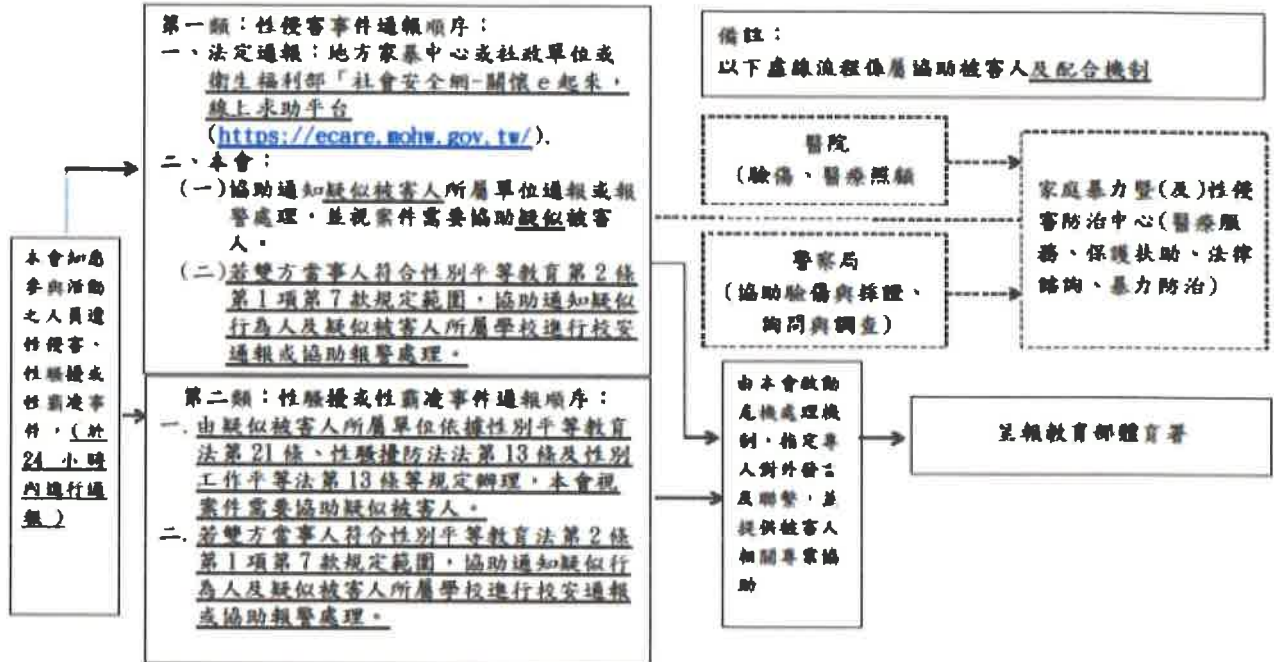 本會知悉
參與活動
之人員遭
性侵害、
性騷擾或
性霸凌事
件，(於
24 小時
內進行通
報)
第一類：性侵害事件通報順序：
一、法定通報：地方家暴中心或社政單位或
衛生福利部「社會安全網-關懷 e 起來，
線上求助平台
(https://ecare.mohw.gov.tw/).
二、本會：
(一)協助通知疑似被害人所屬單位通報或報
警處理，並視案件需要協助疑似被害
人。
(二)若雙方當事人符合性別平等教育第 2 條
第 1 項第 7 款規定範圍，協助通知疑似
行為人及疑似被害人所屬學校進行校安
通報或協助報警處理。
第二類：性騷擾或性霸凌事件通報順序：
一. 由疑似被害人所屬單位依據性別平等教育
法第 21 條、性騷擾防法法第 13 條及性別
工作平等法第 13 條等規定辦理，本會視
案件需要協助疑似被害人。
二. 若雙方當事人符合性別平等教育法第 2 條
第 1 項第 7 款規定範圍，協助通知疑似行
為人及疑似被害人所屬學校進行校安通報
或協助報警處理。
備註：
以下虛線流程係屬協助被害人及配合機制
醫院
(驗傷、醫療照顧
警察局
(協助驗傷與採證、
詢問與調查)
家庭暴力暨(及)性侵
害防治中心(醫療服
務、保護扶助、法律
諮詢、暴力防治)
由本會啟動
危機處理機
制，指定專
人對外發言
及聯繫，並
提供被害人
相關專業協
助
呈報教育部體育署